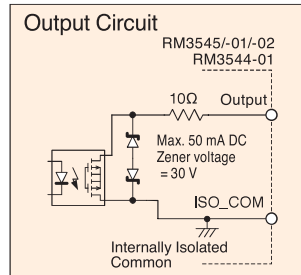 Output Circuit
RM3545/-01/-02
RM3544-01
10Ω
Output
Max. 50 mA DC
Zener voltage
= 30 V
ISO_COM
Internally Isolated
Common